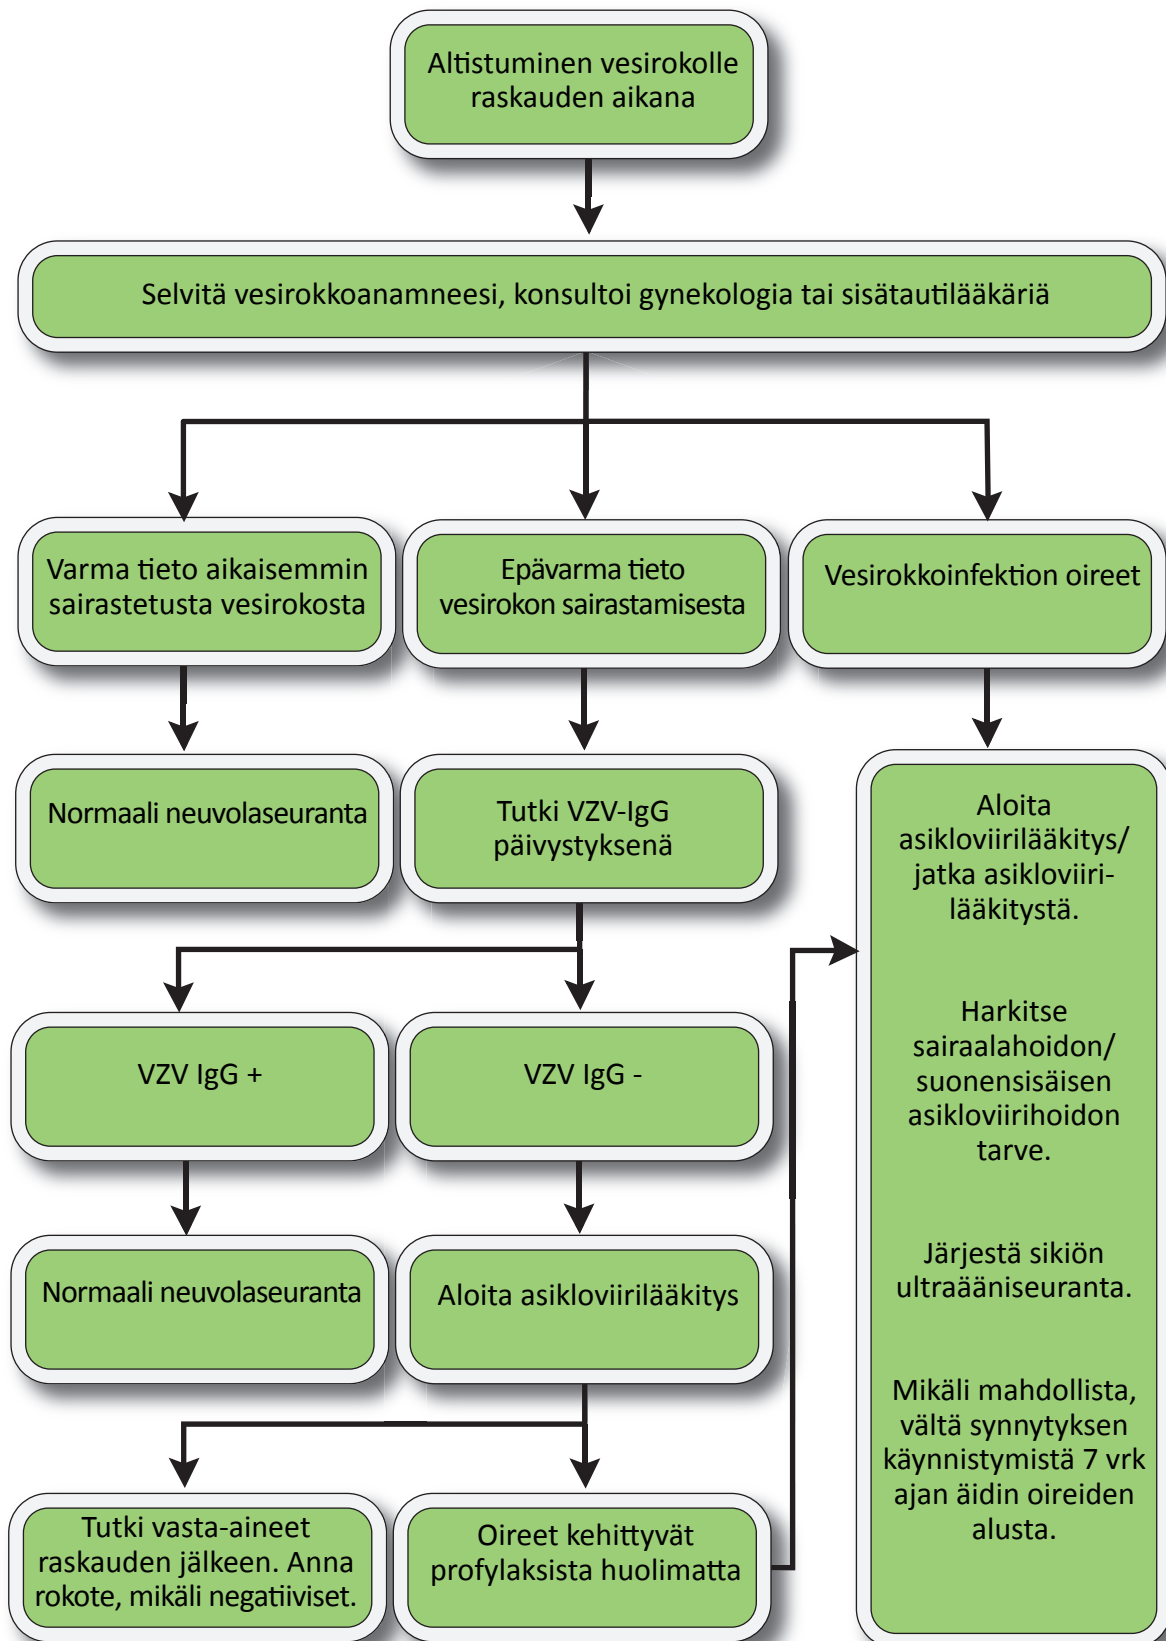 Altistuminen vesirokolle
raskauden aikana
Selvitä vesirokkoanamneesi, konsultoi gynekologia tai sisätautilääkäriä
Varma tieto aikaisemmin
sairastetusta vesirokosta
Epävarma tieto
vesirokon sairastamisesta
Vesirokkoinfektion oireet
Normaali neuvolaseuranta
Tutki VZV-IgG
päivystyksenä
Aloita
asikloviirilääkitys/
jatka asikloviiri-
lääkitystä.
Harkitse
sairaalahoidon/
suonensisäisen
asikloviirihoidon
tarve.
Järjestä sikiön
ultraääniseuranta.
Mikäli mahdollista,
vältä synnytyksen
käynnistymistä 7 vrk
ajan äidin oireiden
alusta.
VZV IgG +
VZV IgG -
Normaali neuvolaseuranta
Aloita asikloviirilääkitys
Tutki vasta-aineet
raskauden jälkeen. Anna
rokote, mikäli negatiiviset.
Oireet kehittyvät
profylaksista huolimatta